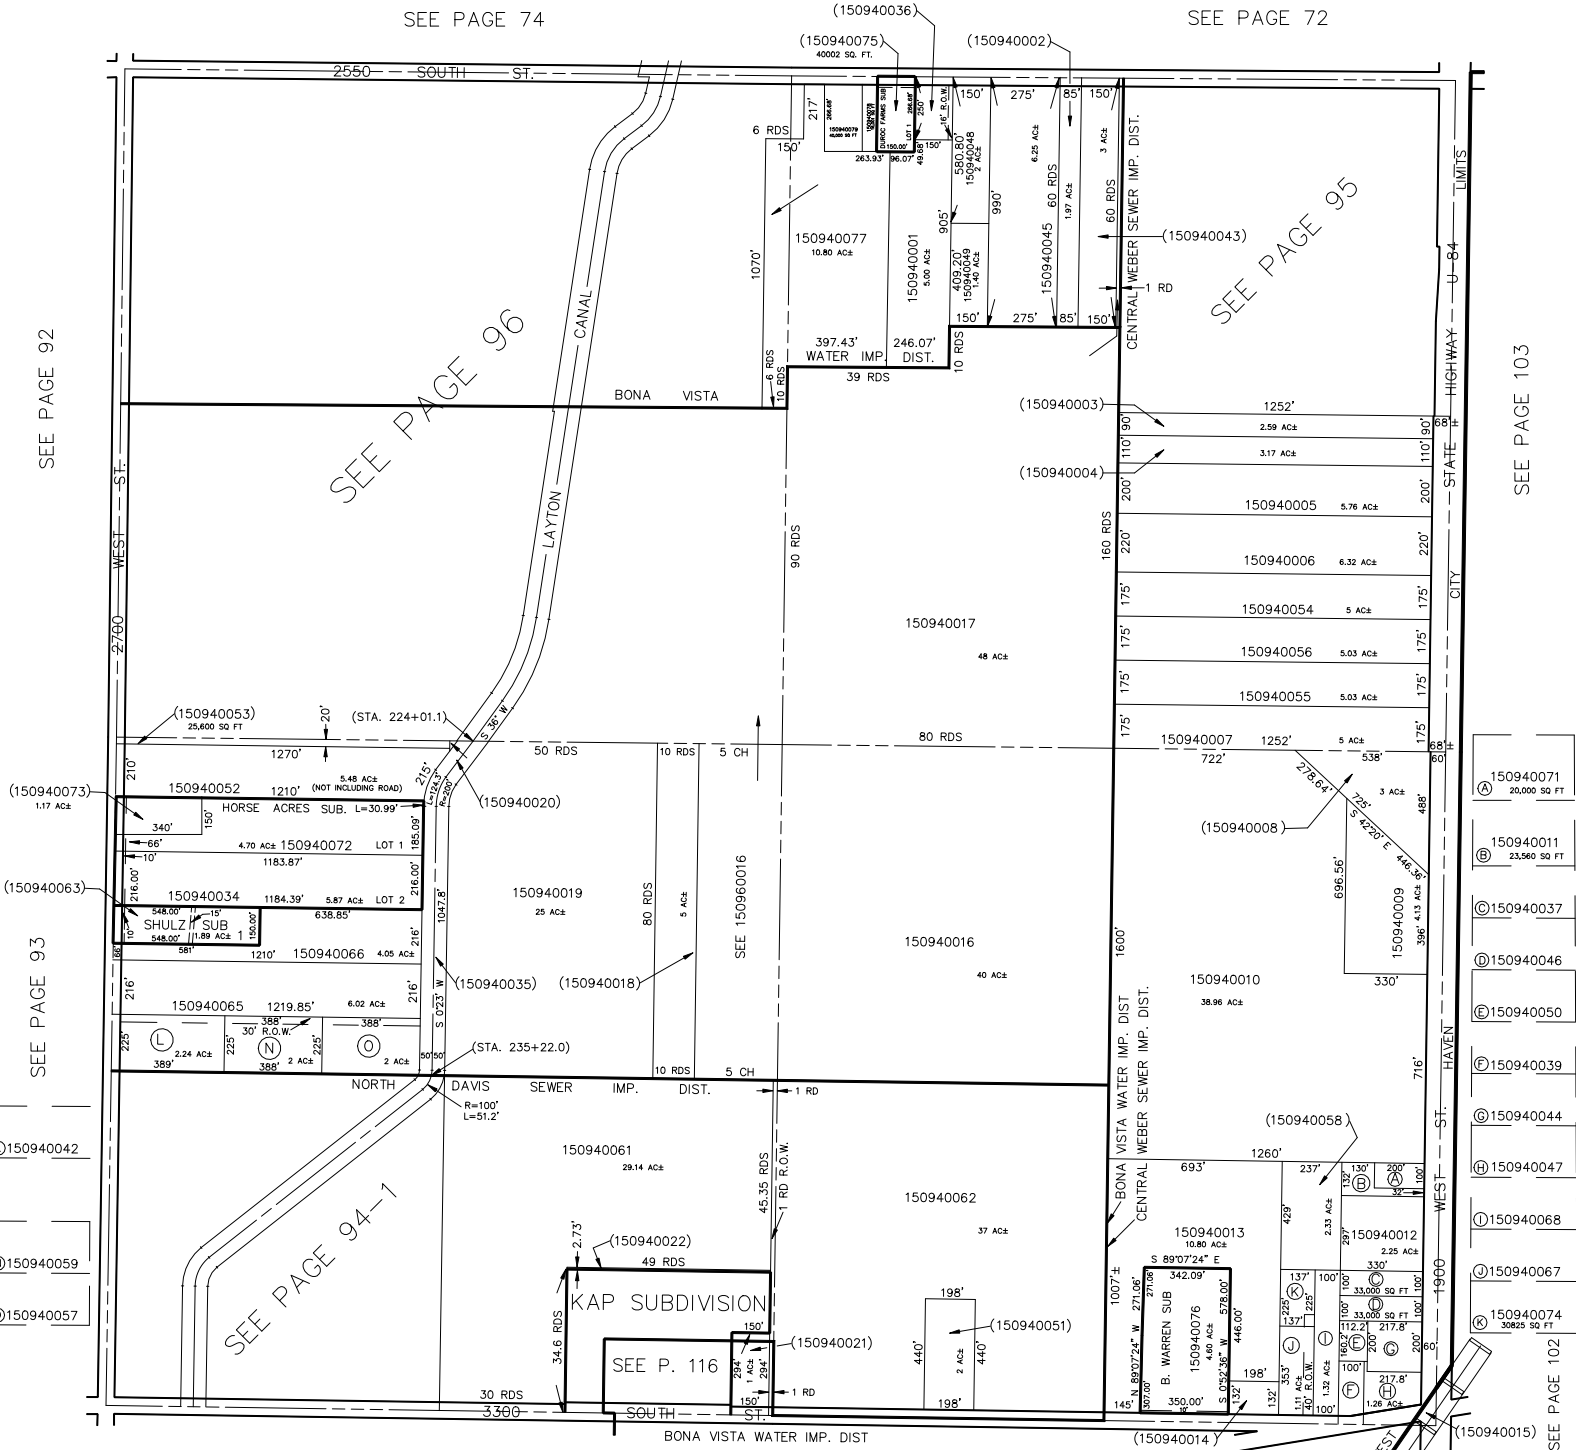 SEE PAGE 74
(150940036)
SEE PAGE 72
(150940075)
40002 SQ. FT.
(150940002)
2550 SOUTH ST.
217'
6 RDS
150'
150940079
DUROC FARMS SUB
LOT 1
150.00'
263.93'
96.07'
49.68'
250'
150'
16' R.O.W.
150'
275'
85'
150'
580.80'
150940048
2 AC±
6.25 AC±
3 AC±
990'
60 RDS
1.97 AC±
60 RDS
905'
150940077
10.80 AC±
150940001
5.00 AC±
409.20'
150940049
1.40 AC±
150940045
(150940043)
1 RD
1070'
6 RDS
10 RDS
397.43'
246.07'
WATER IMP. DIST.
39 RDS
10 RDS
150'
275'
85'
150'
CENTRAL WEBER SEWER IMP. DIST.
SEE PAGE 95
LIMITS
STATE HIGHWAY U-84
CITY
SEE PAGE 92
SEE PAGE 96
LAYTON CANAL
BONA VISTA
SEE PAGE 103
2700 WEST ST.
(150940003)
1252'
2.59 AC±
90'
90'
68'±
(150940004)
3.17 AC±
110'
110'
150940005 5.76 AC±
200'
200'
160 RDS
90 RDS
150940006 6.32 AC±
220'
220'
150940054 5 AC±
175'
175'
150940017
48 AC±
150940056 5.03 AC±
175'
175'
150940055 5.03 AC±
175'
175'
150940007 1252' 5 AC±
175'
175'
68'±
60'
(150940053)
25,600 SQ FT
20'
(STA. 224+01.1)
S 36° W
1270'
50 RDS
10 RDS
5 CH
80 RDS
722'
538'
210'
5.48 AC±
(NOT INCLUDING ROAD)
150940052 1210'
215'
L=124.3'
R=200'
(150940020)
278.64'
725'
S 42°20' E
446.36'
3 AC±
488'
(150940008)
(150940073)
1.17 AC±
HORSE ACRES SUB. L=30.99'
340'
150'
66'
10'
4.70 AC± 150940072 LOT 1
185.09'
1183.87'
216.00'
216.00'
(150940063)
150940034 1184.39' 5.87 AC± LOT 2
548.00'
15'
638.85'
SHULZ SUB
1.89 AC± 1
150.00'
10'
548.00'
581'
66'
1210' 150940066 4.05 AC±
216'
216'
216'
150940065 1219.85' 6.02 AC±
388'
30' R.O.W.
388'
225'
L
2.24 AC±
389'
225'
N
2 AC±
388'
225'
O
2 AC±
50' 50'
1047.8'
S 0°23' W
(150940035)
(STA. 235+22.0)
150940019
25 AC±
80 RDS
5 AC±
(150940018)
SEE 150960016
150940016
40 AC±
10 RDS
5 CH
696.56'
150940009
396' 4.13 AC±
330'
150940010
38.96 AC±
1600'
716'
BONA VISTA WATER IMP. DIST
CENTRAL WEBER SEWER IMP. DIST.
1900 WEST ST. HAVEN
SEE PAGE 93
NORTH DAVIS SEWER IMP. DIST.
R=100'
L=51.2'
1 RD
150940061
29.14 AC±
45.35 RDS
1 RD R.O.W.
150940062
37 AC±
SEE PAGE 94-1
2.73'
(150940022)
49 RDS
KAP SUBDIVISION
34.6 RDS
150'
(150940021)
SEE P. 116
294'
1 AC±
294'
150'
1 RD
198'
(150940051)
440'
2 AC±
440'
198'
30 RDS
3300 SOUTH ST.
BONA VISTA WATER IMP. DIST
(150940058)
1260'
693'
237'
429'
2.33 AC±
130'
132'
B
200'
A
100'
32'
150940013
10.80 AC±
297'
150940012
2.25 AC±
330'
S 89°07'24" E
342.09'
1007'±
N 89°07'24" W 271.06'
271.06'
B. WARREN SUB
150940076
4.60 AC±
S 0°52'36" W 578.00'
446.00'
307.00'
145'
350.00'
198'
132'
132'
(150940014)
137'
K
225'
225'
137'
J
353'
1.11 AC±
40' R.O.W.
100'
I
1.32 AC±
100'
100'
C
33,000 SQ FT
100'
100'
D
33,000 SQ FT
100'
112.2'
E
160.2'
217.8'
200'
G
200'
60'
100'
F
217.8'
H
1.26 AC±
(150940015)
SEE PAGE 102
150940071
A 20,000 SQ FT
150940011
B 23,560 SQ FT
C 150940037
D 150940046
E 150940050
F 150940039
G 150940044
H 150940047
I 150940068
J 150940067
150940074
K 30825 SQ FT
150940042
150940059
150940057